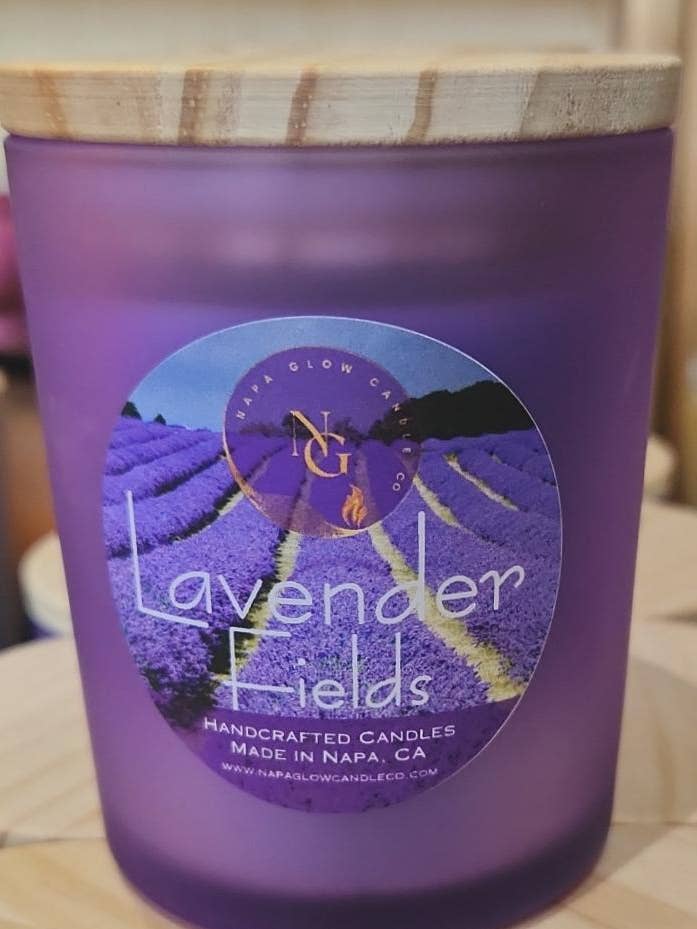 NAPA GLOW CANDLE CO
NG
Lavender
Fields
HANDCRAFTED CANDLES
MADE IN NAPA, CA
WWW.NAPAGLOWCANDLECO.COM